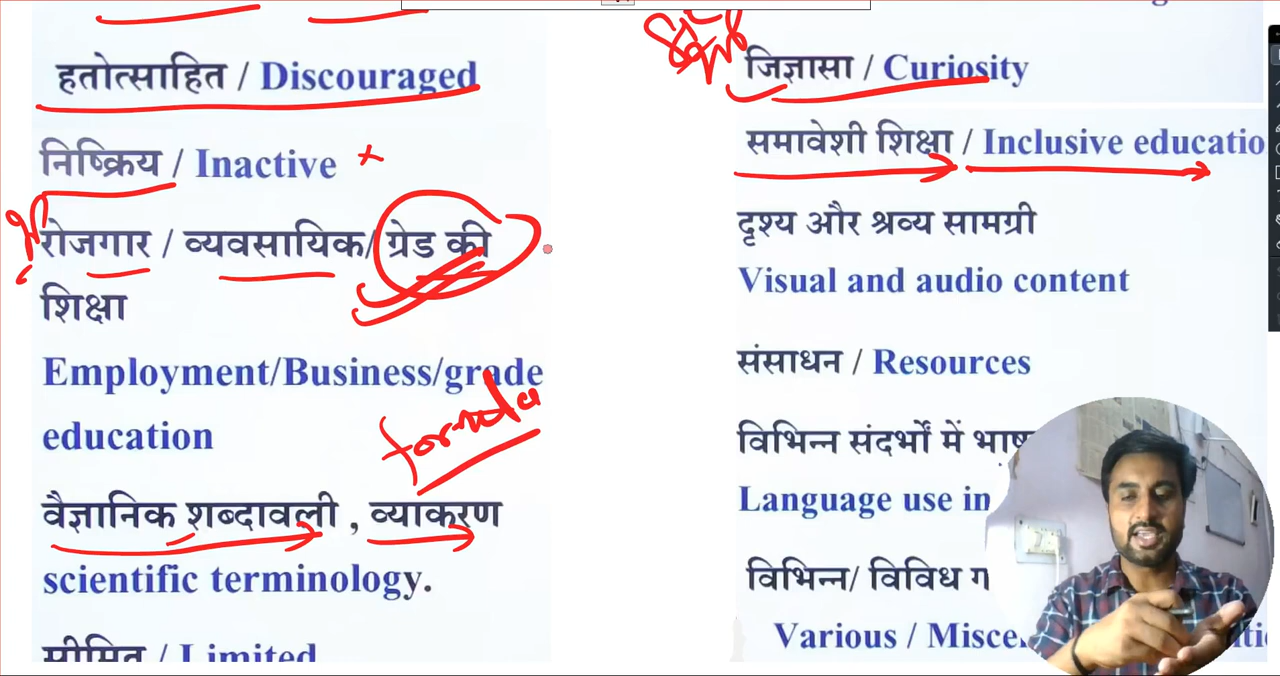 हतोत्साहित / Discouraged
निष्क्रिय / Inactive
रोजगार / व्यवसायिक/ ग्रेड की
शिक्षा
Employment/Business/grade
education
formula
वैज्ञानिक शब्दावली , व्याकरण
scientific terminology.
सीमित / Limited
जिज्ञासा / Curiosity
समावेशी शिक्षा / Inclusive educatio
दृश्य और श्रव्य सामग्री
Visual and audio content
संसाधन / Resources
विभिन्न संदर्भों में
Language use in
विभिन्न/ विविध
Various /